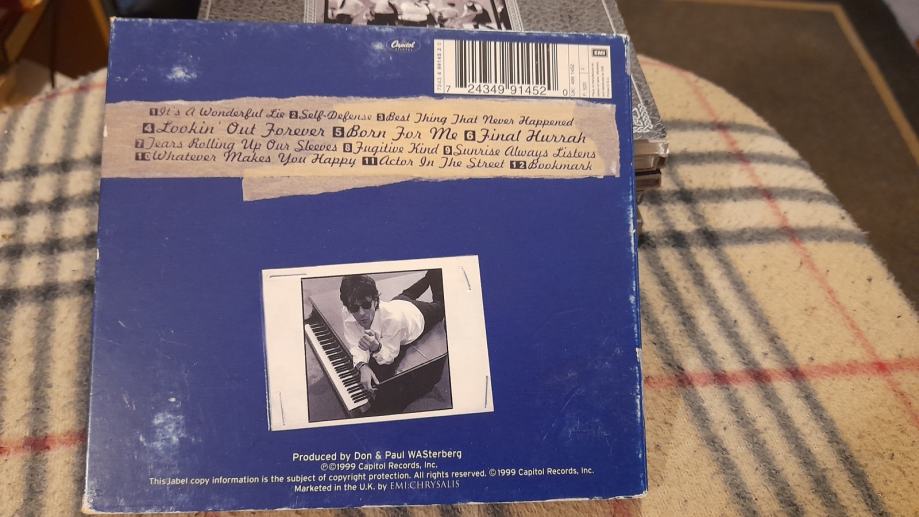 Capitol
7 24349 91452 0
EMI
1 It's A Wonderful Lie 2 Self-Defense 3 Best Thing That Never Happened
4 Lookin' Out Forever 5 Born For Me 6 Final Hurrah
7 Tears Rolling Up Our Sleeves 8 Fugitive Kind 9 Sunrise Always Listens
10 Whatever Makes You Happy 11 Actor In The Street 12 Bookmark
Produced by Don & Paul WASterberg
℗©1999 Capitol Records, Inc.
This label copy information is the subject of copyright protection. All rights reserved. ©1999 Capitol Records, Inc.
Marketed in the U.K. by EMI:CHRYSALIS